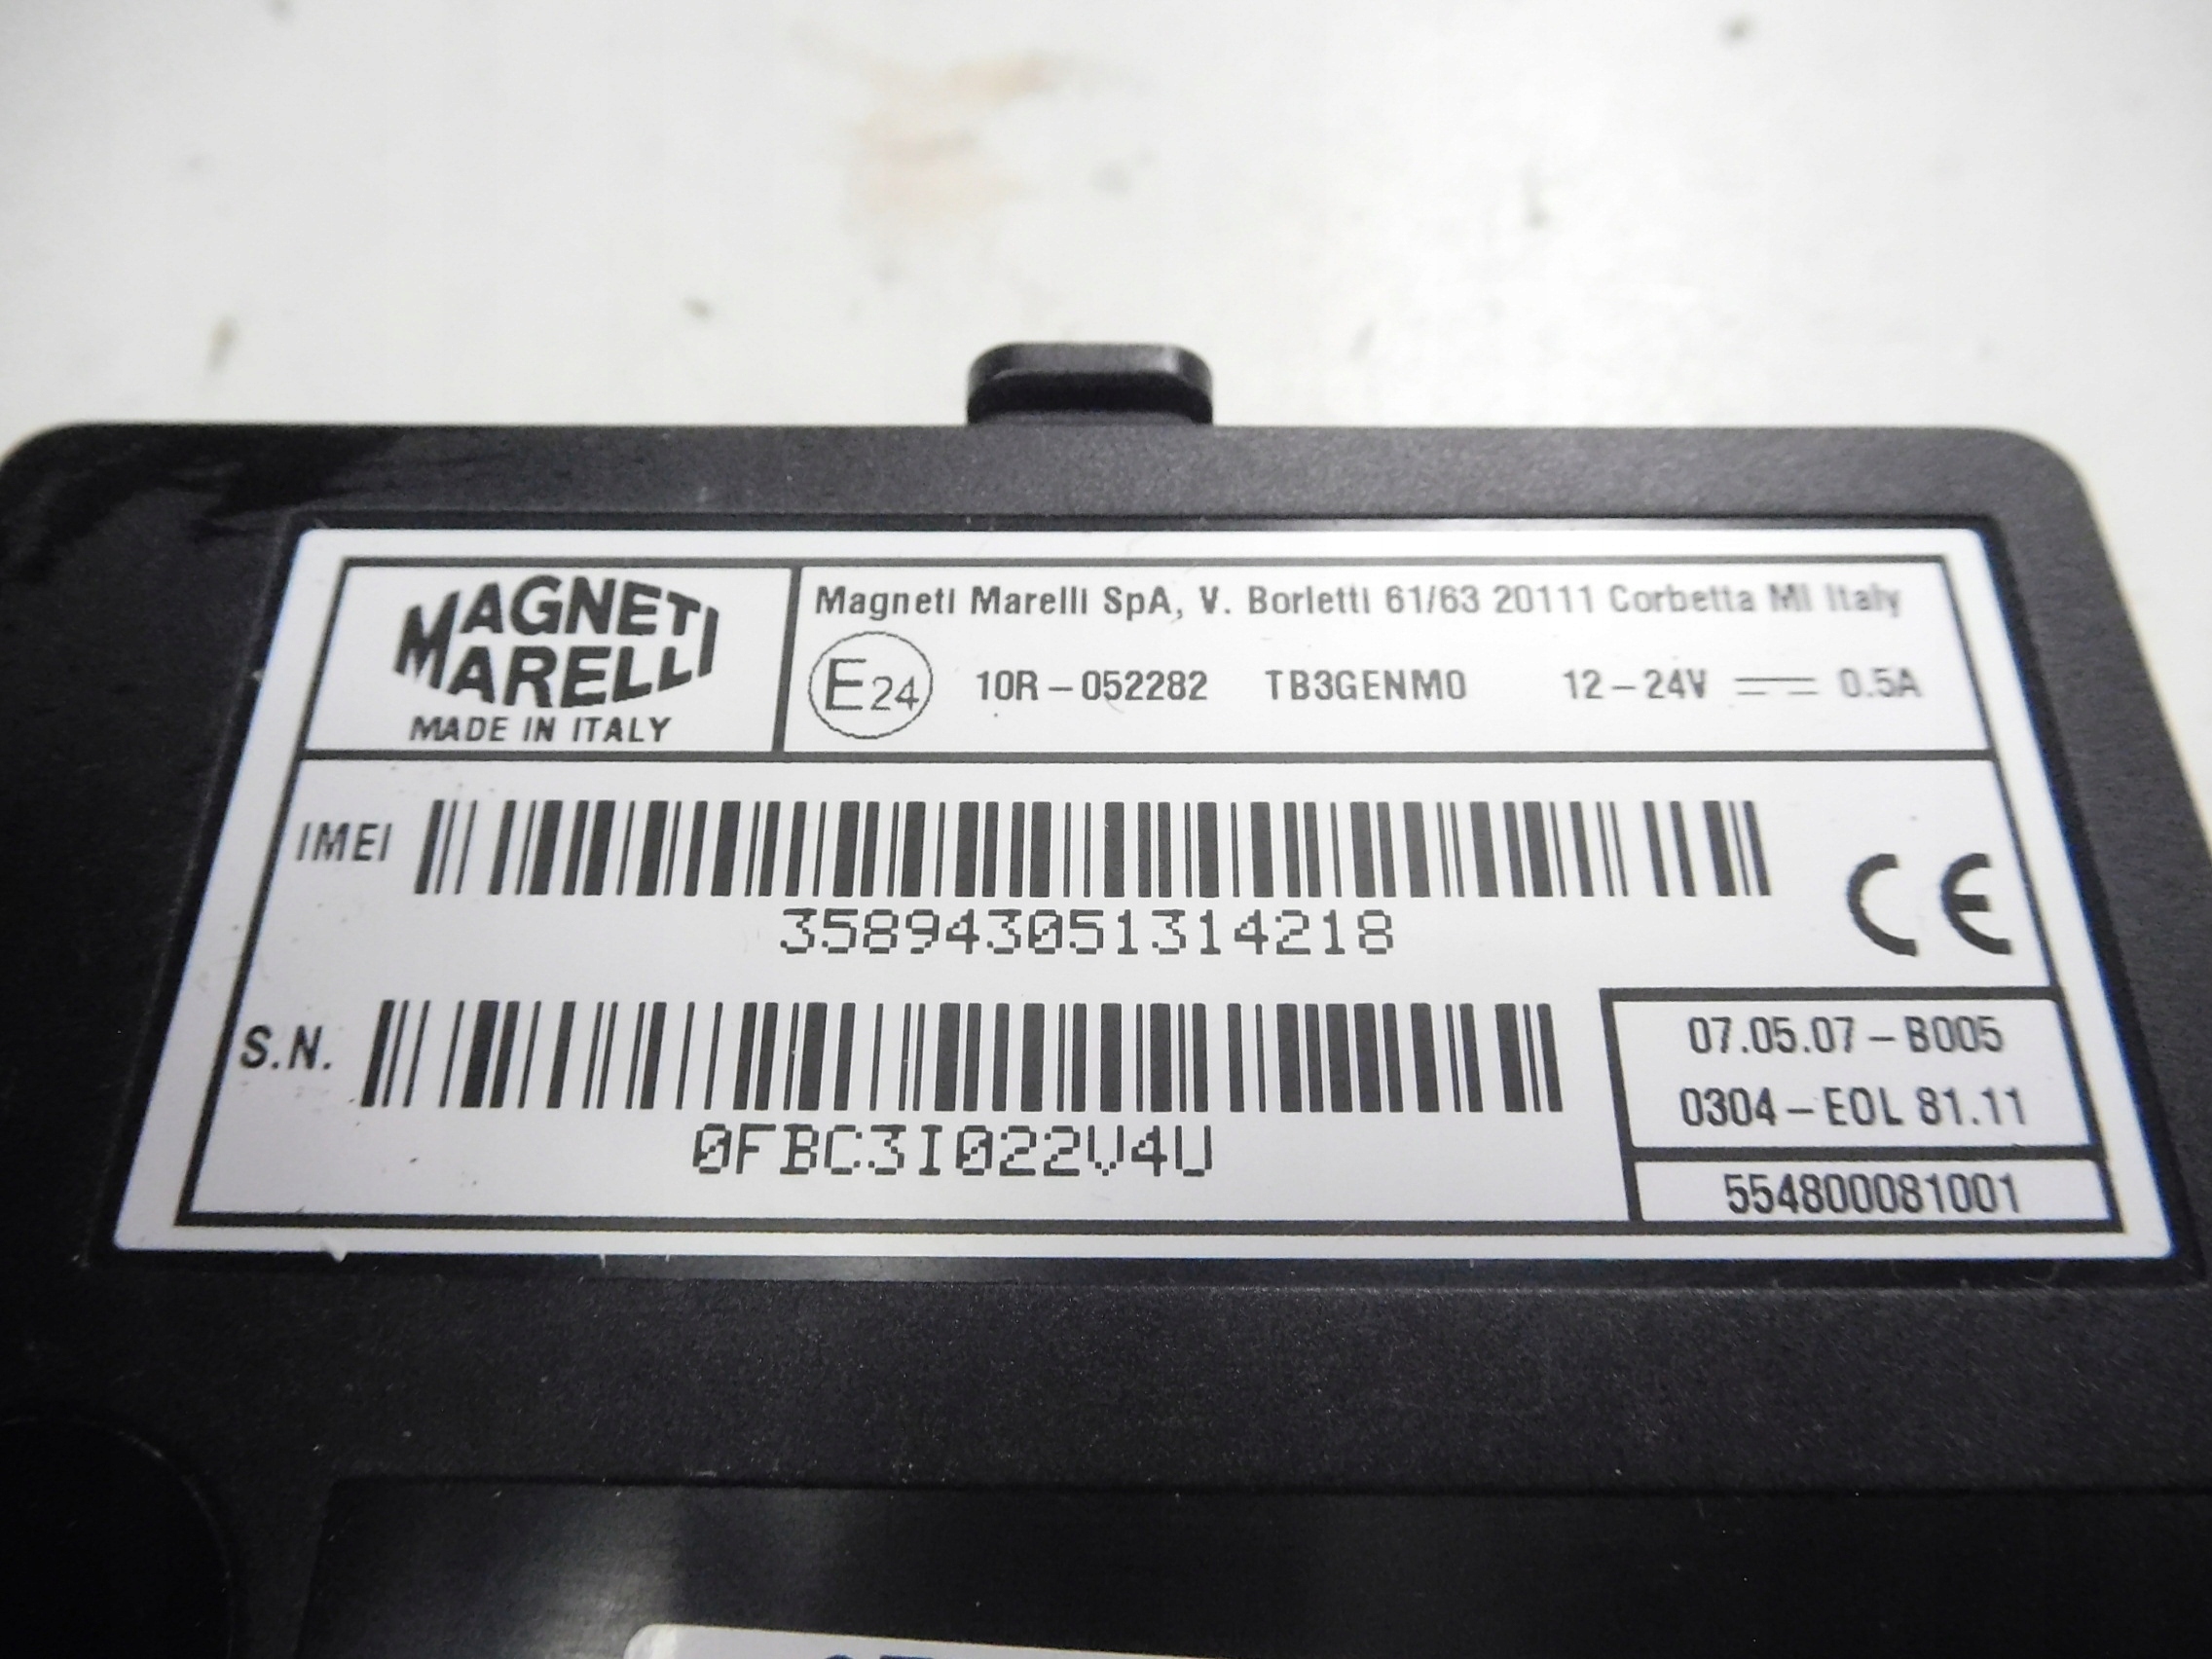 MAGNETI
MARELLI
MADE IN ITALY
Magneti Marelli SpA, V. Borletti 61/63 20111 Corbetta MI Italy
E24 10R-052282 TB3GENM0 12-24V 0.5A
IMEI
358943051314218
CE
S.N.
0FBC3I022V4U
07.05.07-B005
0304-EOL 81.11
554800081001